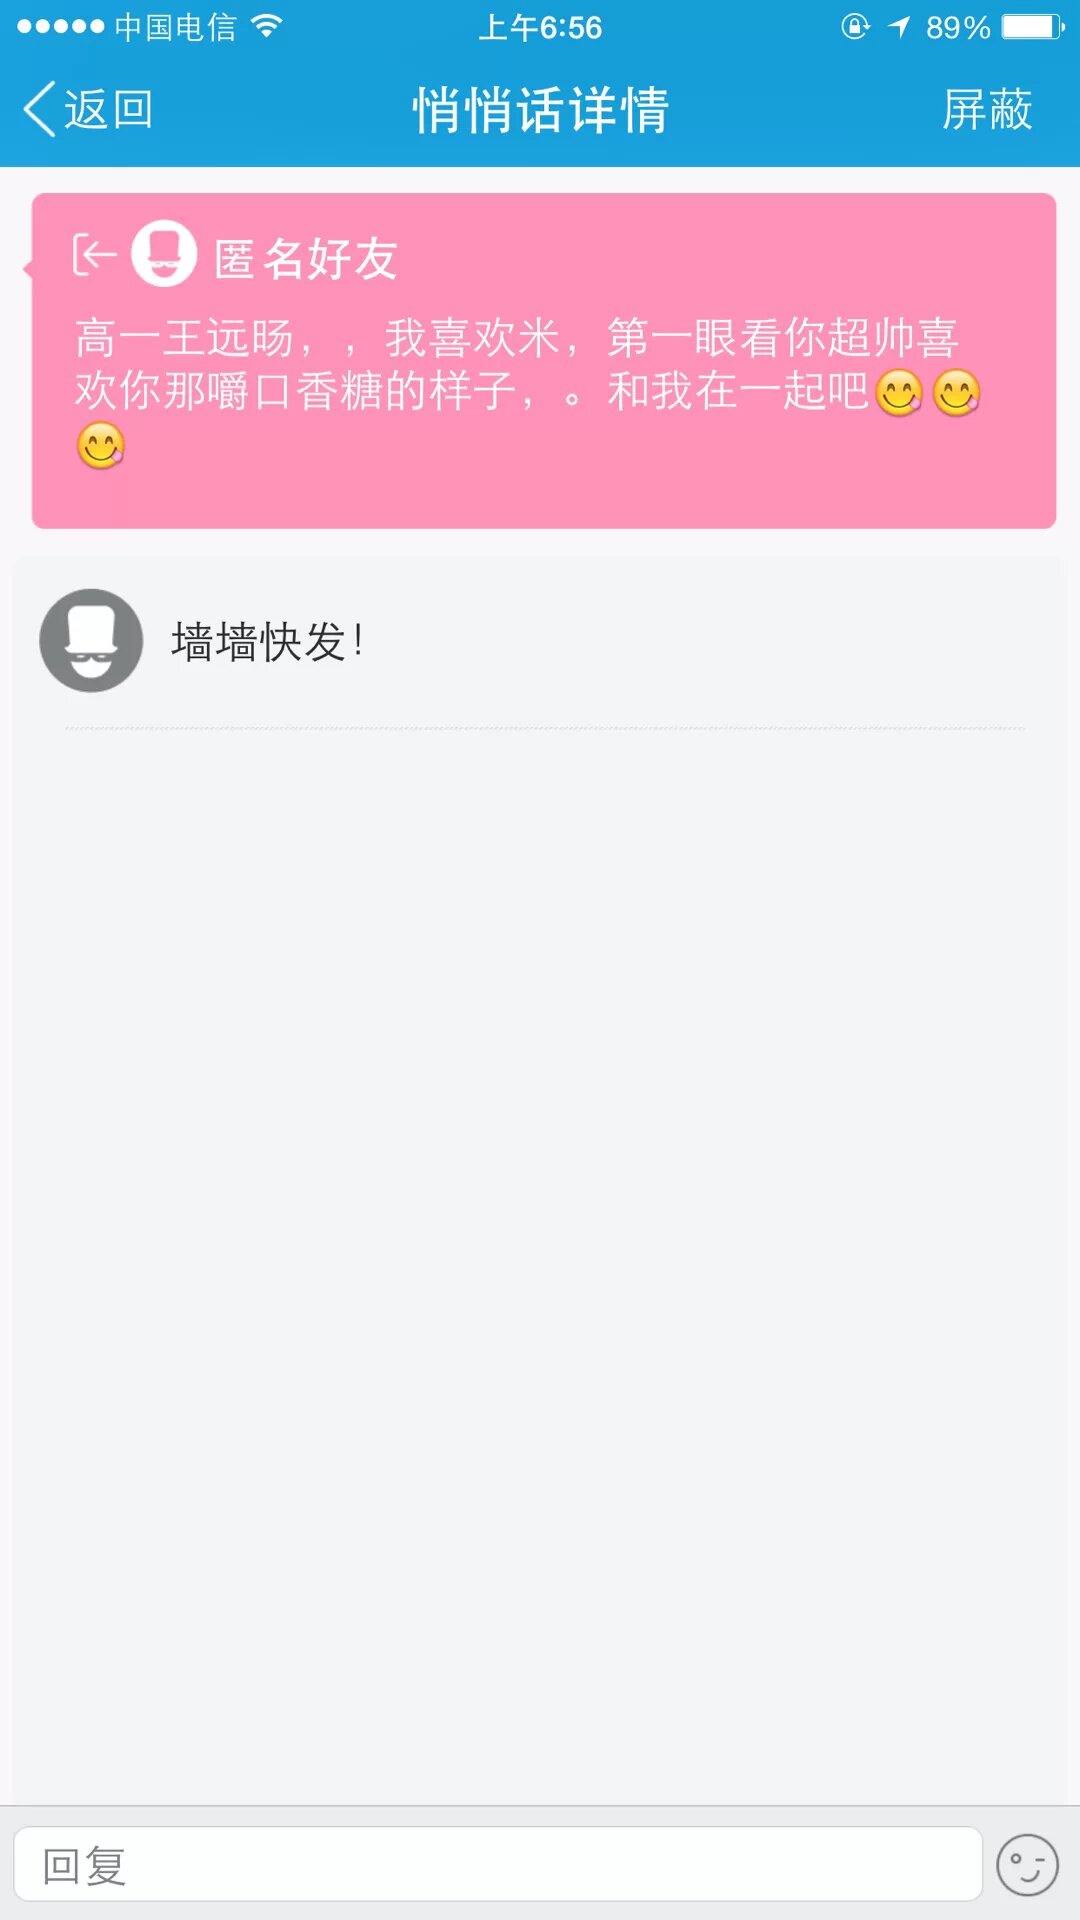 中国电信 上午6:56 89%
返回 悄悄话详情 屏蔽
匿名好友
高一王远旸，，我喜欢米，第一眼看你超帅喜
欢你那嚼口香糖的样子，。和我在一起吧😋😋
😋
墙墙快发！
回复